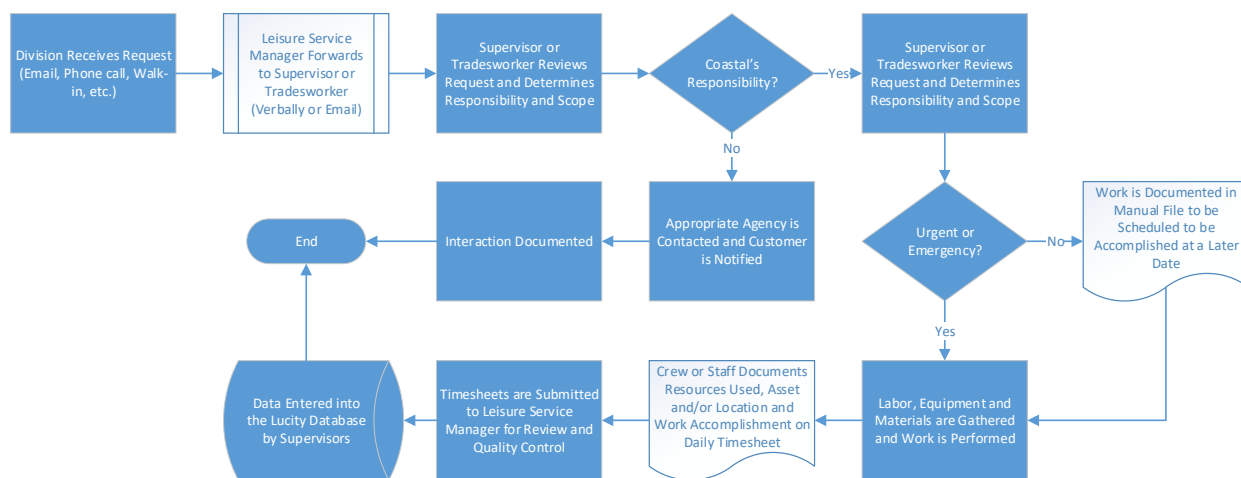 Division Receives Request
(Email, Phone call, Walk-
in, etc.)
Leisure Service
Manager Forwards
to Supervisor or
Tradesworker
(Verbally or Email)
Supervisor or
Tradesworker Reviews
Request and Determines
Responsibility and Scope
Coastal’s
Responsibility?
Yes
Supervisor or
Tradesworker Reviews
Request and Determines
Responsibility and Scope
No
Appropriate Agency is
Contacted and Customer
is Notified
Interaction Documented
End
Urgent or
Emergency?
No
Work is Documented in
Manual File to be
Scheduled to be
Accomplished at a Later
Date
Yes
Labor, Equipment and
Materials are Gathered
and Work is Performed
Crew or Staff Documents
Resources Used, Asset
and/or Location and
Work Accomplishment on
Daily Timesheet
Timesheets are Submitted
to Leisure Service
Manager for Review and
Quality Control
Data Entered into
the Lucity Database
by Supervisors